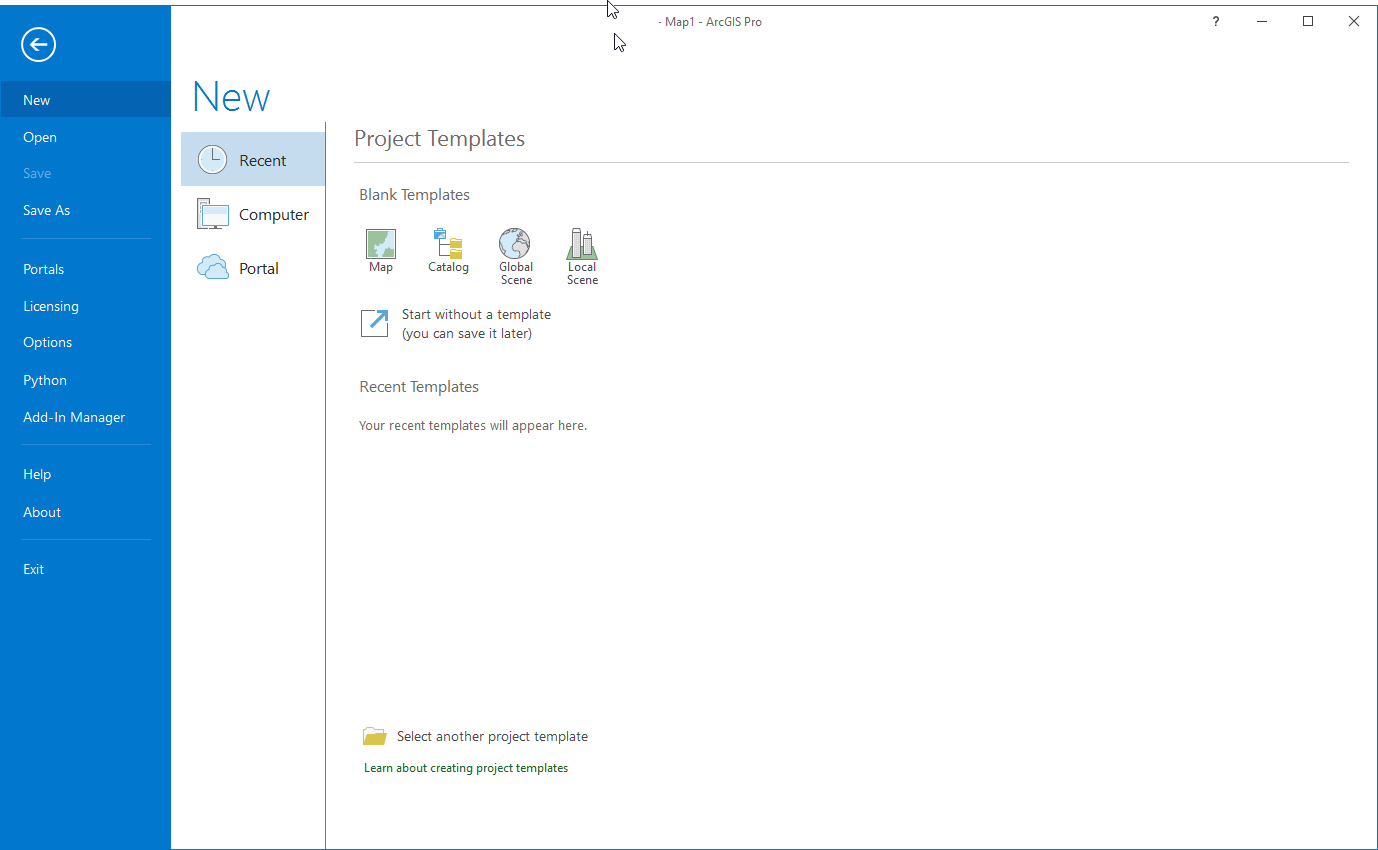 - Map1 - ArcGIS Pro
?
New
Open
Save
Save As
Portals
Licensing
Options
Python
Add-In Manager
Help
About
Exit
New
Recent
Computer
Portal
Project Templates
Blank Templates
Map
Catalog
Global
Scene
Local
Scene
Start without a template
(you can save it later)
Recent Templates
Your recent templates will appear here.
Select another project template
Learn about creating project templates